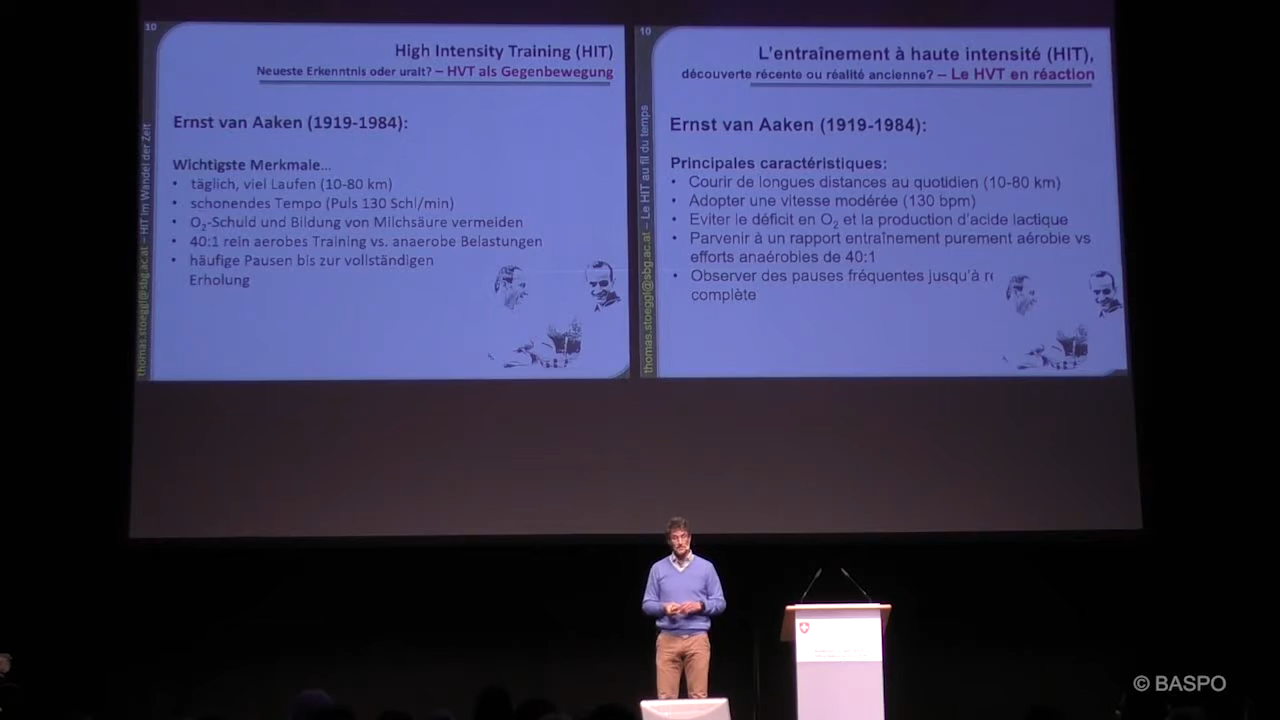 10
High Intensity Training (HIT)
Neueste Erkenntnis oder uralt? – HVT als Gegenbewegung
Ernst van Aaken (1919-1984):
Wichtigste Merkmale…
• täglich, viel Laufen (10-80 km)
• schonendes Tempo (Puls 130 Schl/min)
• O₂-Schuld und Bildung von Milchsäure vermeiden
• 40:1 rein aerobes Training vs. anaerobe Belastungen
• häufige Pausen bis zur vollständigen
Erholung
thomas.stoeggl@sbg.ac.at – HIT im Wandel der Zeit
10
L'entraînement à haute intensité (HIT),
découverte récente ou réalité ancienne? – Le HVT en réaction
Ernst van Aaken (1919-1984):
Principales caractéristiques:
• Courir de longues distances au quotidien (10-80 km)
• Adopter une vitesse modérée (130 bpm)
• Eviter le déficit en O₂ et la production d'acide lactique
• Parvenir à un rapport entraînement purement aérobie vs
efforts anaérobies de 40:1
• Observer des pauses fréquentes jusqu'à re
complète
thomas.stoeggl@sbg.ac.at – Le HIT au fil du temps
© BASPO